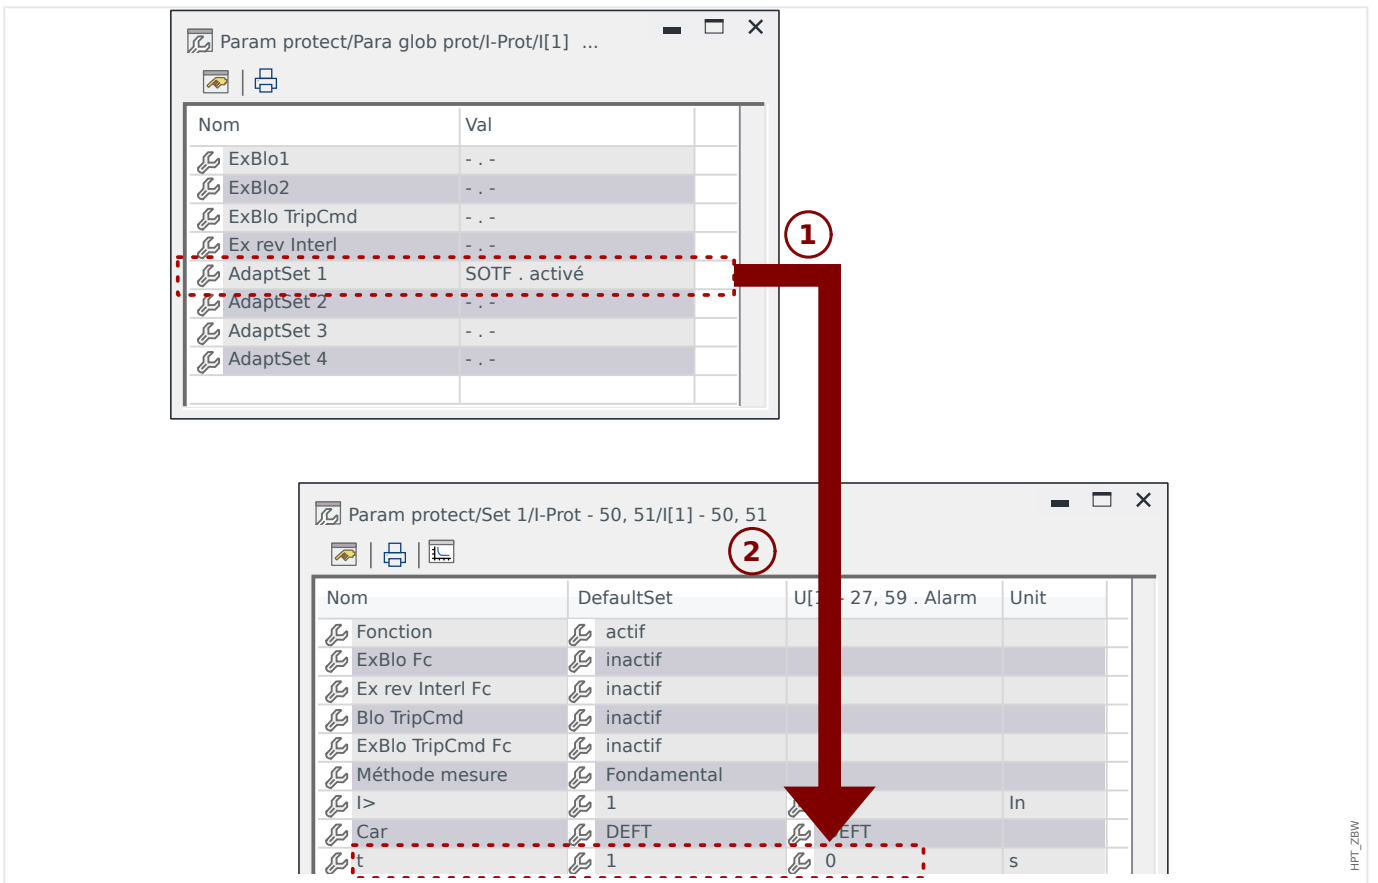 Param protect/Para glob prot/I-Prot/I[1] ...
Nom Val
ExBlo1 - . -
ExBlo2 - . -
ExBlo TripCmd - . -
Ex rev Interl - . -
AdaptSet 1 SOTF . activé
AdaptSet 2 - . -
AdaptSet 3 - . -
AdaptSet 4 - . -
1
Param protect/Set 1/I-Prot - 50, 51/I[1] - 50, 51
2
Nom DefaultSet 27, 59 . Alarm Unit
Fonction actif
ExBlo Fc inactif
Ex rev Interl Fc inactif
Blo TripCmd inactif
ExBlo TripCmd Fc inactif
Méthode mesure Fondamental
I> 1 In
Car DEFT
t 1 0 s
HPT_ZBW